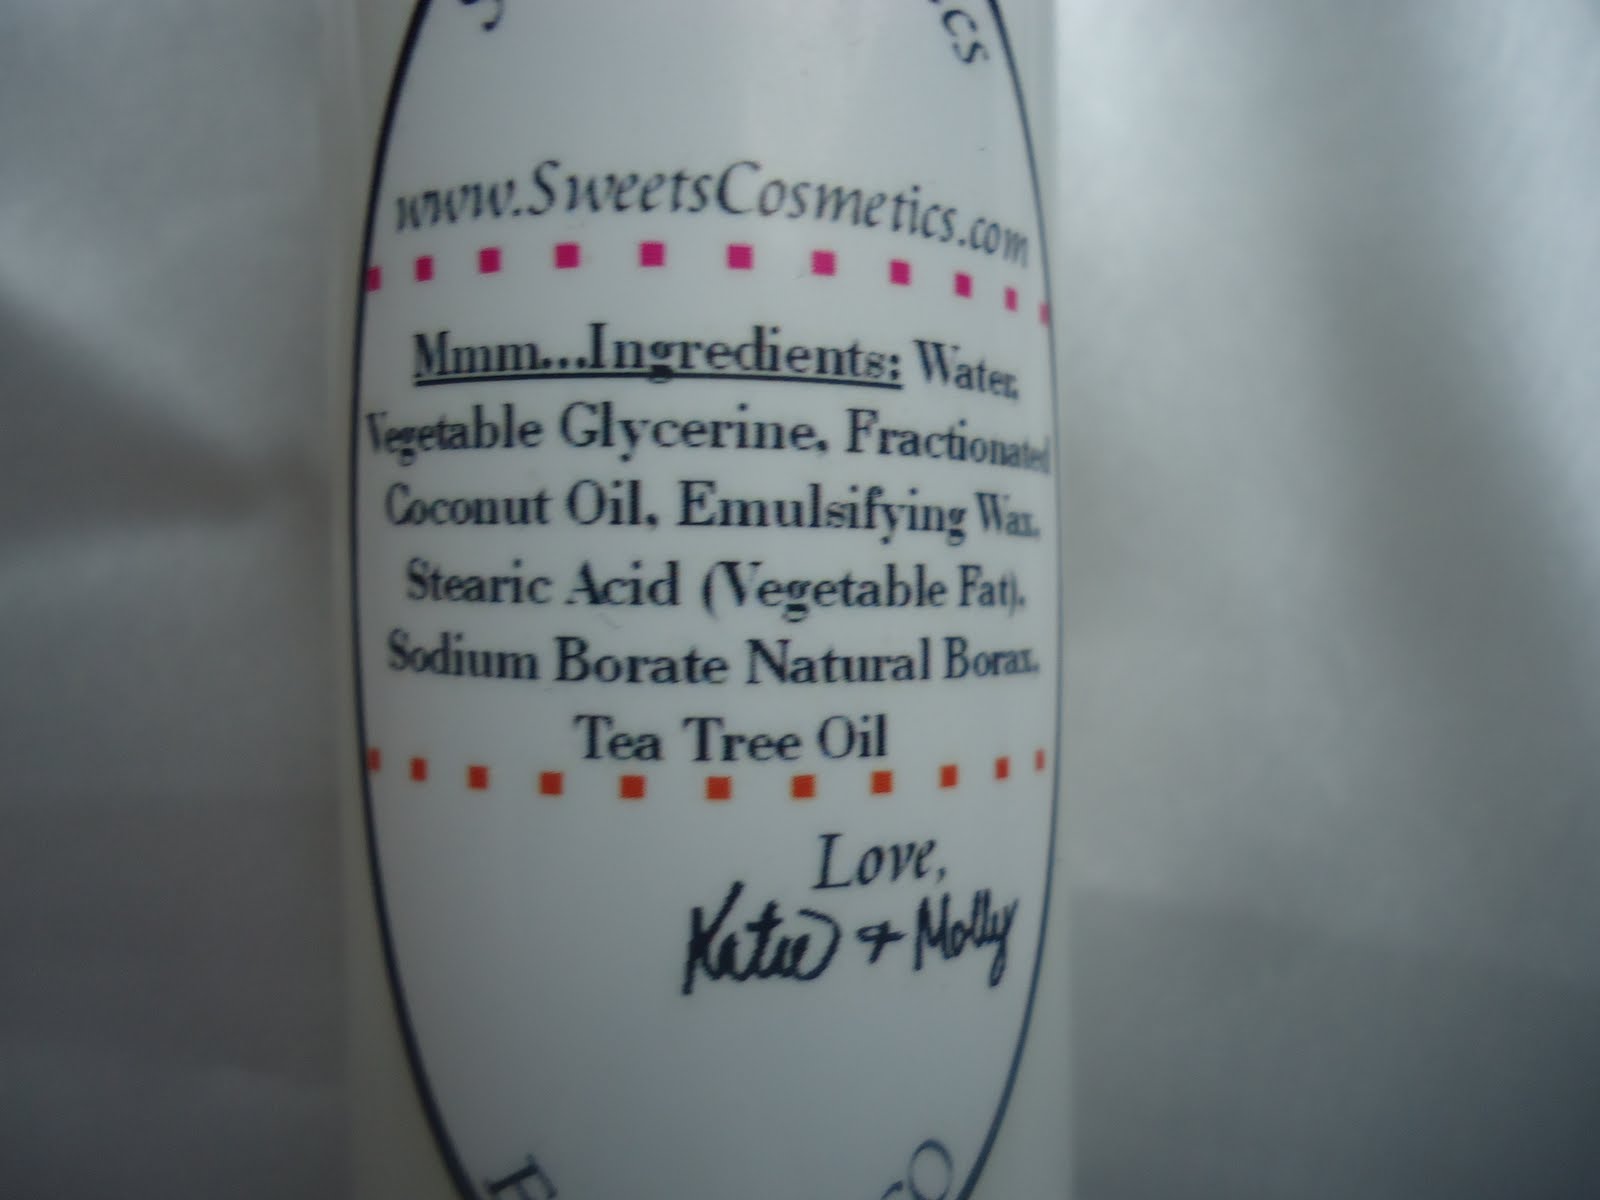 www.SweetsCosmetics.com
Mmm...Ingredients: Water,
Vegetable Glycerine, Fractionated
Coconut Oil, Emulsifying Wax,
Stearic Acid (Vegetable Fat),
Sodium Borate Natural Borax,
Tea Tree Oil
Love,
Katie + Molly